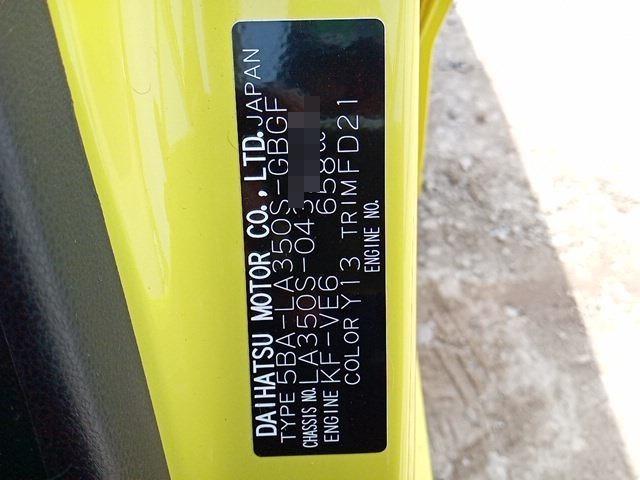 DAIHATSU MOTOR CO., LTD. JAPAN
TYPE 5BA-LA350S-GBGF
CHASSIS NO. LA350S-04
ENGINE KF-VE6 658cc
COLOR Y13 TRIM FD21
ENGINE NO.